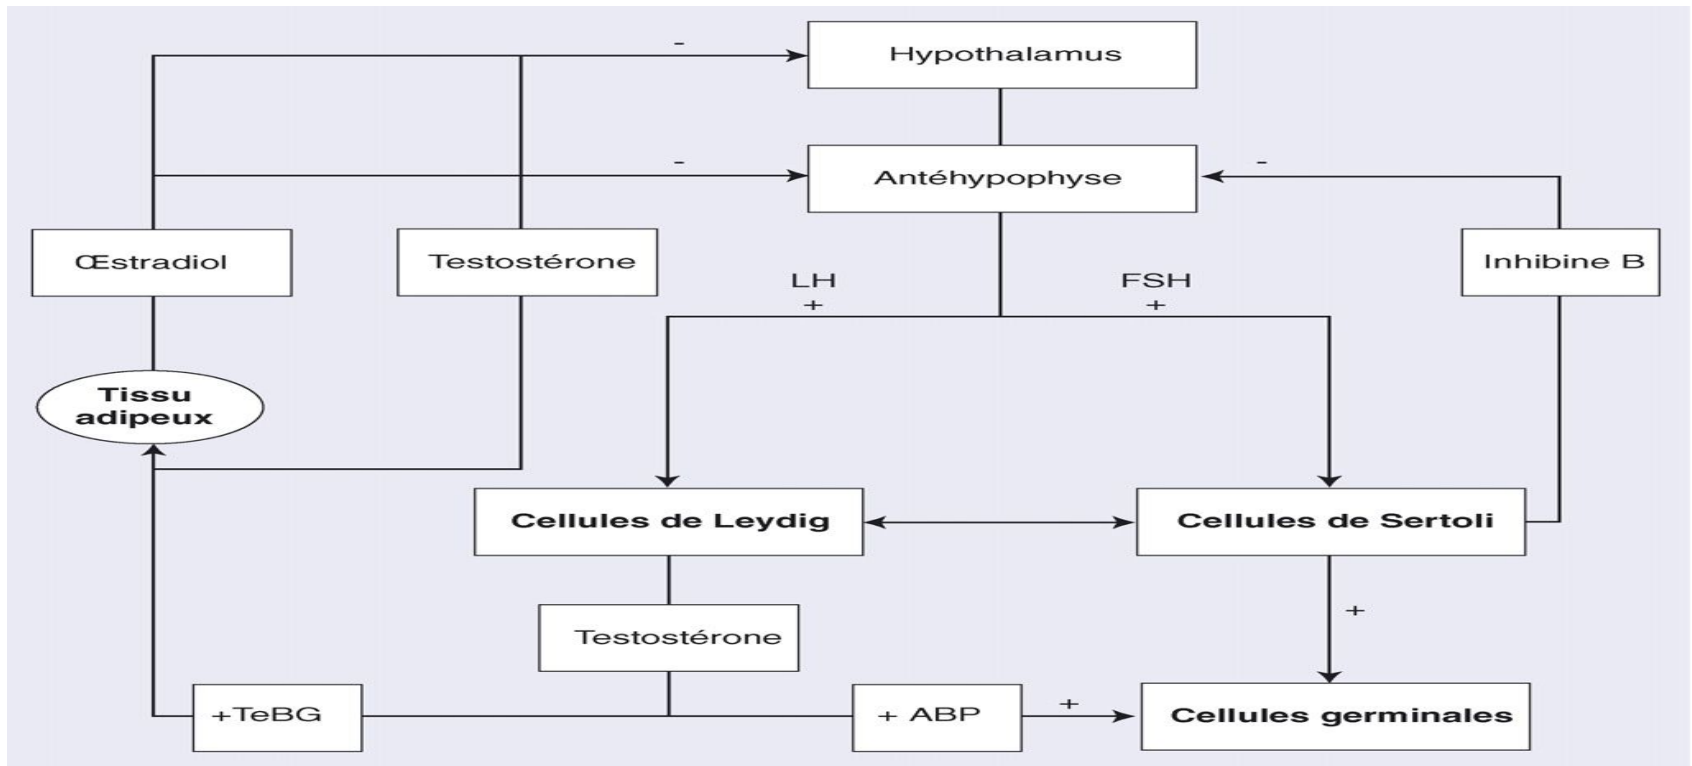 -
Hypothalamus
-
-
Antéhypophyse
Œstradiol
Testostérone
Inhibine B
LH
+
FSH
+
Tissu
adipeux
Cellules de Leydig
Cellules de Sertoli
+
Testostérone
+TeBG
+ ABP
+
Cellules germinales